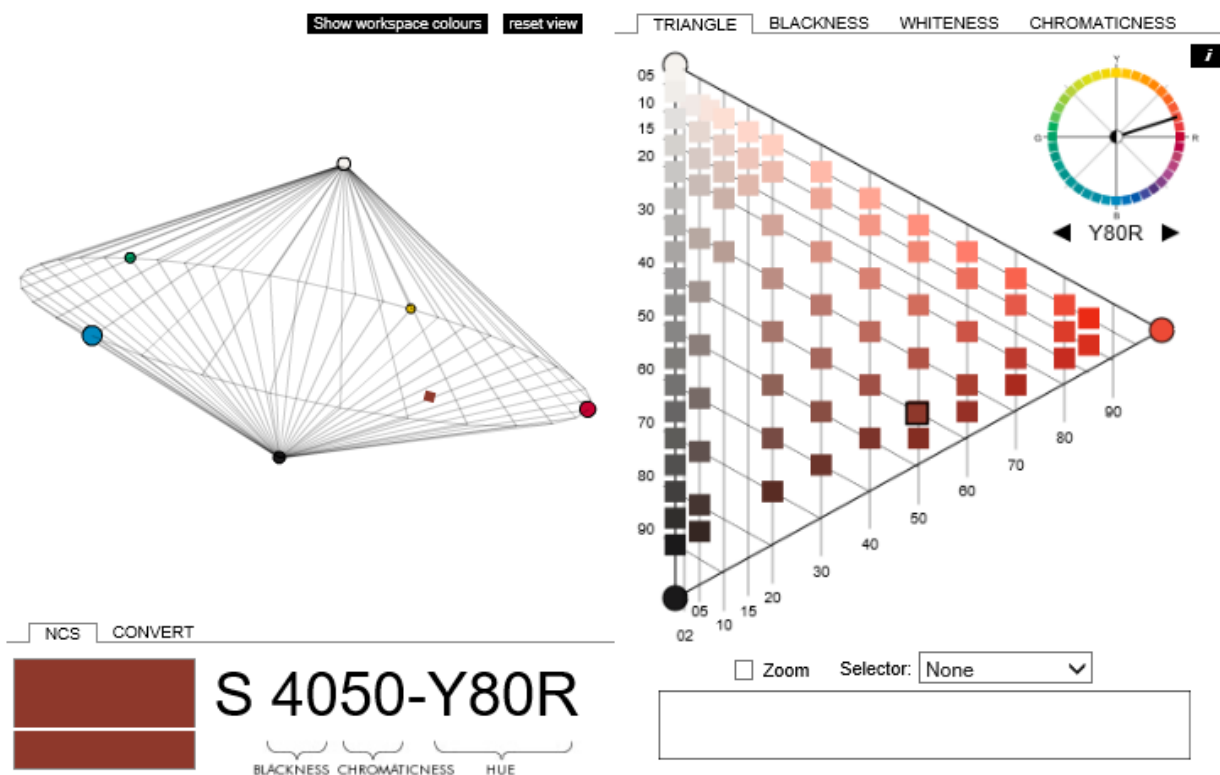 Show workspace colours reset view
TRIANGLE BLACKNESS WHITENESS CHROMATICNESS
i
Y
G
R
B
Y80R
05
10
15
20
30
40
50
60
70
80
90
90
80
70
60
50
40
30
20
15
10
05
02
NCS CONVERT
S 4050-Y80R
BLACKNESS CHROMATICNESS HUE
Zoom Selector: None